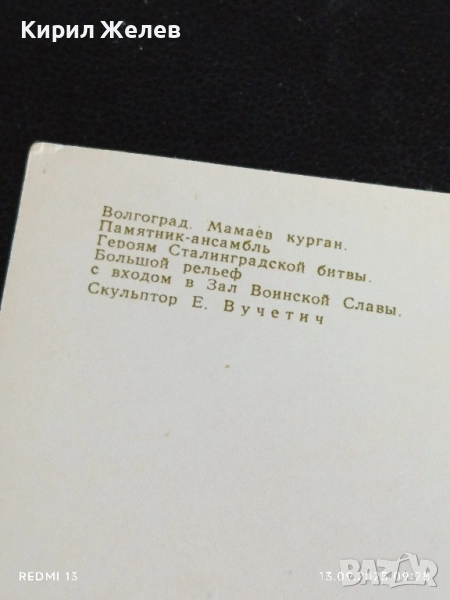 Кирил Желев
Волгоград. Мамаев курган.
Памятник-ансамбль
Героям Сталинградской битвы.
Большой рельеф
с входом в Зал Воинской Славы.
Скульптор Е. Вучетич
REDMI 13
BAZAR